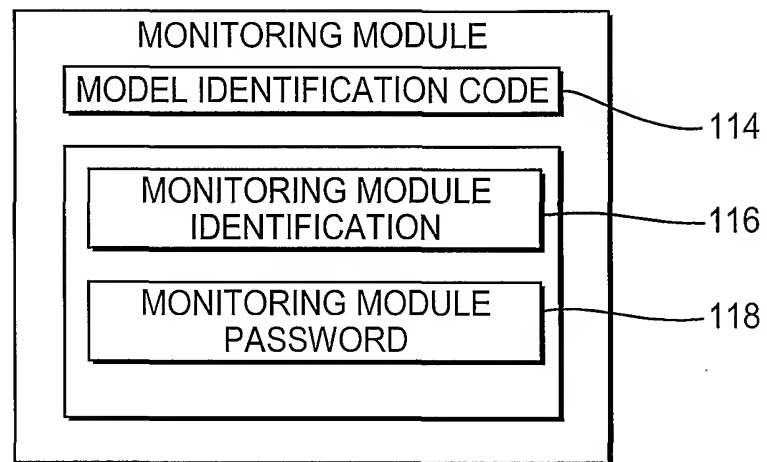 MONITORING MODULE
MODEL IDENTIFICATION CODE
114
MONITORING MODULE
IDENTIFICATION
116
MONITORING MODULE
PASSWORD
118